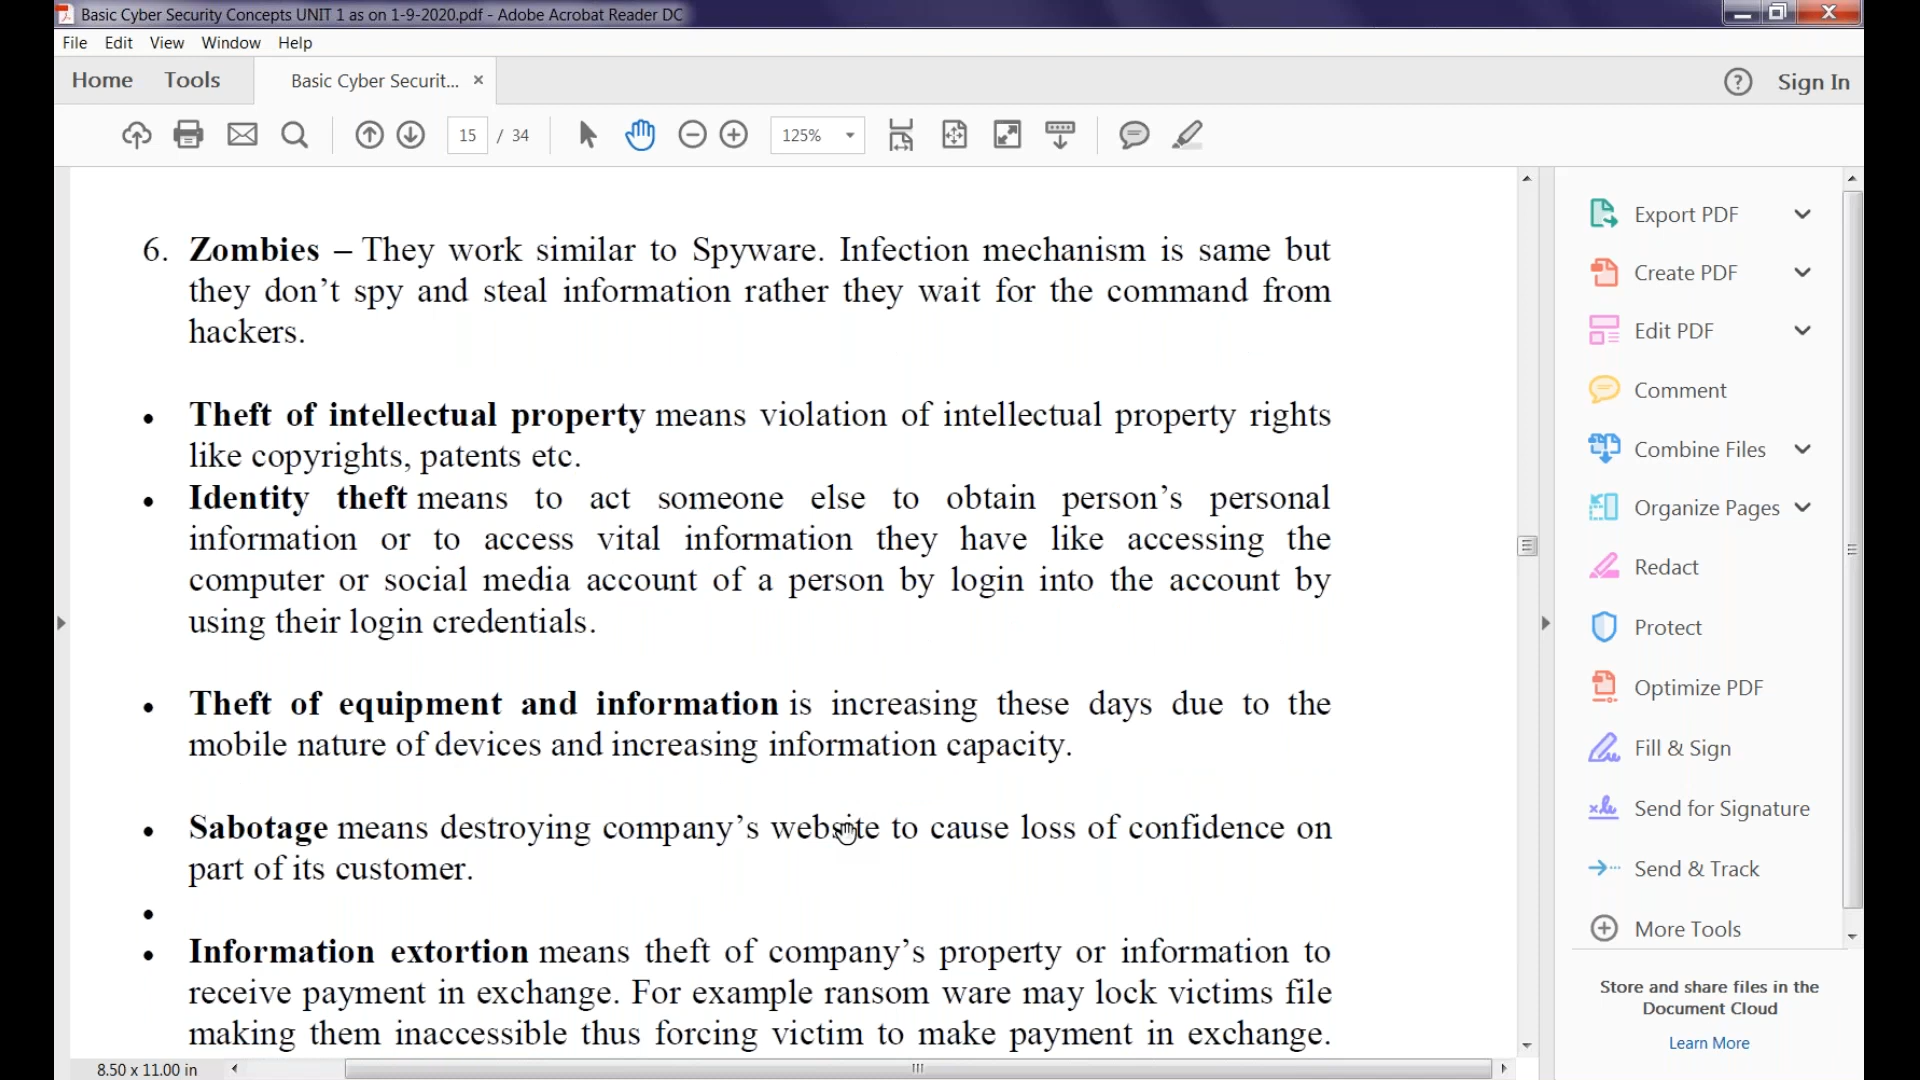 Basic Cyber Security Concepts UNIT 1 as on 1-9-2020.pdf - Adobe Acrobat Reader DC
File Edit View Window Help
Home Tools Basic Cyber Securit... × ? Sign In
15 / 34 125%
6. Zombies – They work similar to Spyware. Infection mechanism is same but
they don’t spy and steal information rather they wait for the command from
hackers.
• Theft of intellectual property means violation of intellectual property rights
like copyrights, patents etc.
• Identity theft means to act someone else to obtain person’s personal
information or to access vital information they have like accessing the
computer or social media account of a person by login into the account by
using their login credentials.
• Theft of equipment and information is increasing these days due to the
mobile nature of devices and increasing information capacity.
• Sabotage means destroying company’s website to cause loss of confidence on
part of its customer.
•
• Information extortion means theft of company’s property or information to
receive payment in exchange. For example ransom ware may lock victims file
making them inaccessible thus forcing victim to make payment in exchange.
8.50 x 11.00 in
Export PDF
Create PDF
Edit PDF
Comment
Combine Files
Organize Pages
Redact
Protect
Optimize PDF
Fill & Sign
Send for Signature
Send & Track
More Tools
Store and share files in the
Document Cloud
Learn More